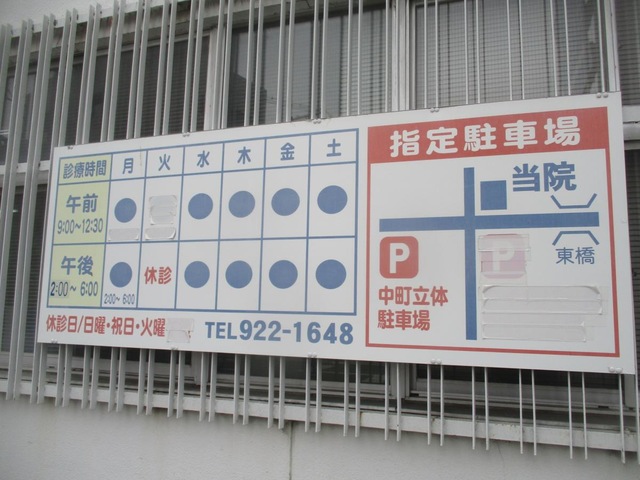 診療時間 月 火 水 木 金 土
午前
9:00~12:30
午後 休診
2:00~6:00 2:00~6:00
休診日/日曜・祝日・火曜
TEL922-1648
指定駐車場
当院
東橋
P
P
中町立体
駐車場